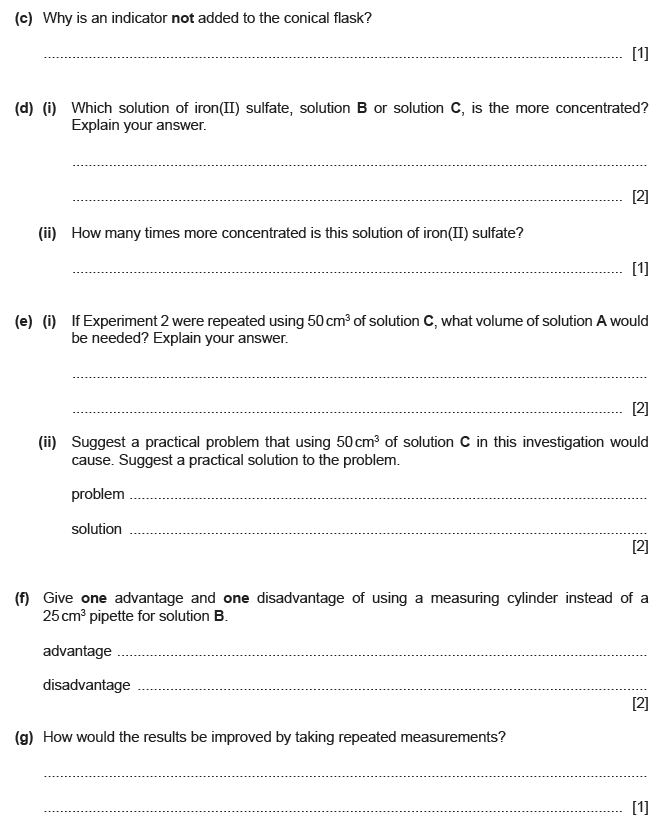 (c) Why is an indicator not added to the conical flask?
[1]
(d) (i) Which solution of iron(II) sulfate, solution B or solution C, is the more concentrated?
Explain your answer.
[2]
(ii) How many times more concentrated is this solution of iron(II) sulfate?
[1]
(e) (i) If Experiment 2 were repeated using 50 cm³ of solution C, what volume of solution A would
be needed? Explain your answer.
[2]
(ii) Suggest a practical problem that using 50 cm³ of solution C in this investigation would
cause. Suggest a practical solution to the problem.
problem
solution
[2]
(f) Give one advantage and one disadvantage of using a measuring cylinder instead of a
25 cm³ pipette for solution B.
advantage
disadvantage
[2]
(g) How would the results be improved by taking repeated measurements?
[1]